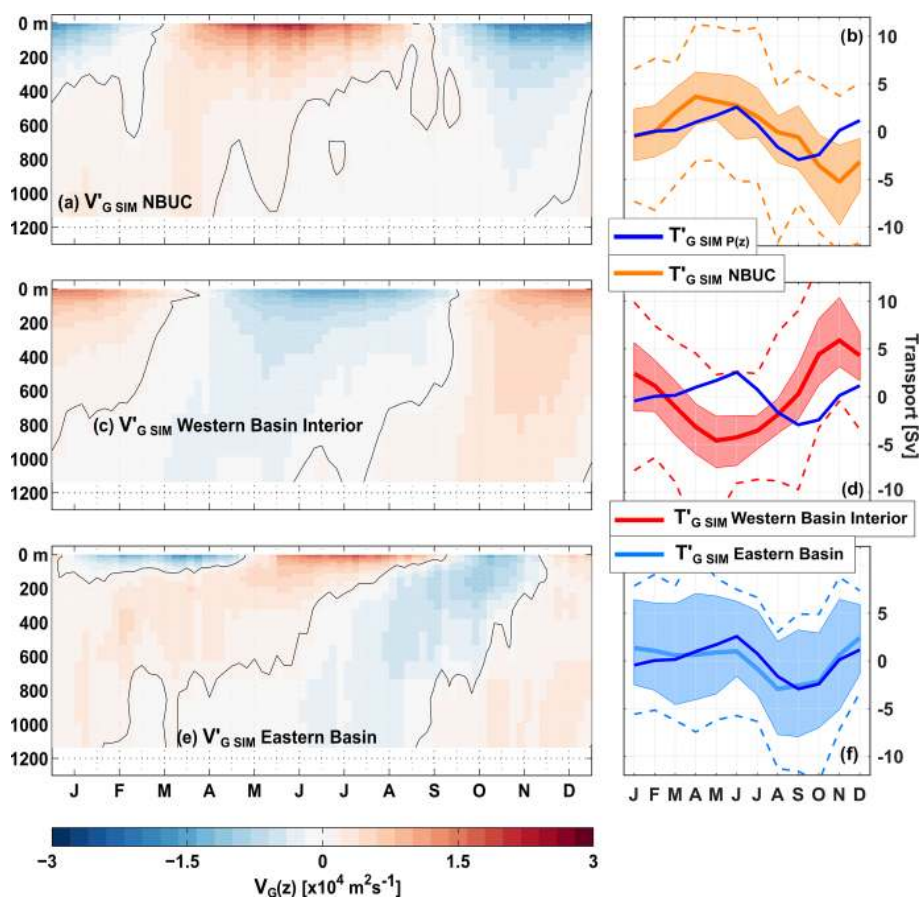 0 m
200
400
600
800
1000
1200
(a) V'G SIM NBUC
(b)
10
5
0
-5
-10
T'G SIM P(z)
T'G SIM NBUC
0 m
200
400
600
800
1000
1200
(c) V'G SIM Western Basin Interior
10
5
0
-5
-10
(d)
Transport [Sv]
T'G SIM Western Basin Interior
T'G SIM Eastern Basin
0 m
200
400
600
800
1000
1200
(e) V'G SIM Eastern Basin
J F M A M J J A S O N D
10
5
0
-5
-10
(f)
J F M A M J J A S O N D
−3 −1.5 0 1.5 3
VG(z) [x10⁴ m²s⁻¹]